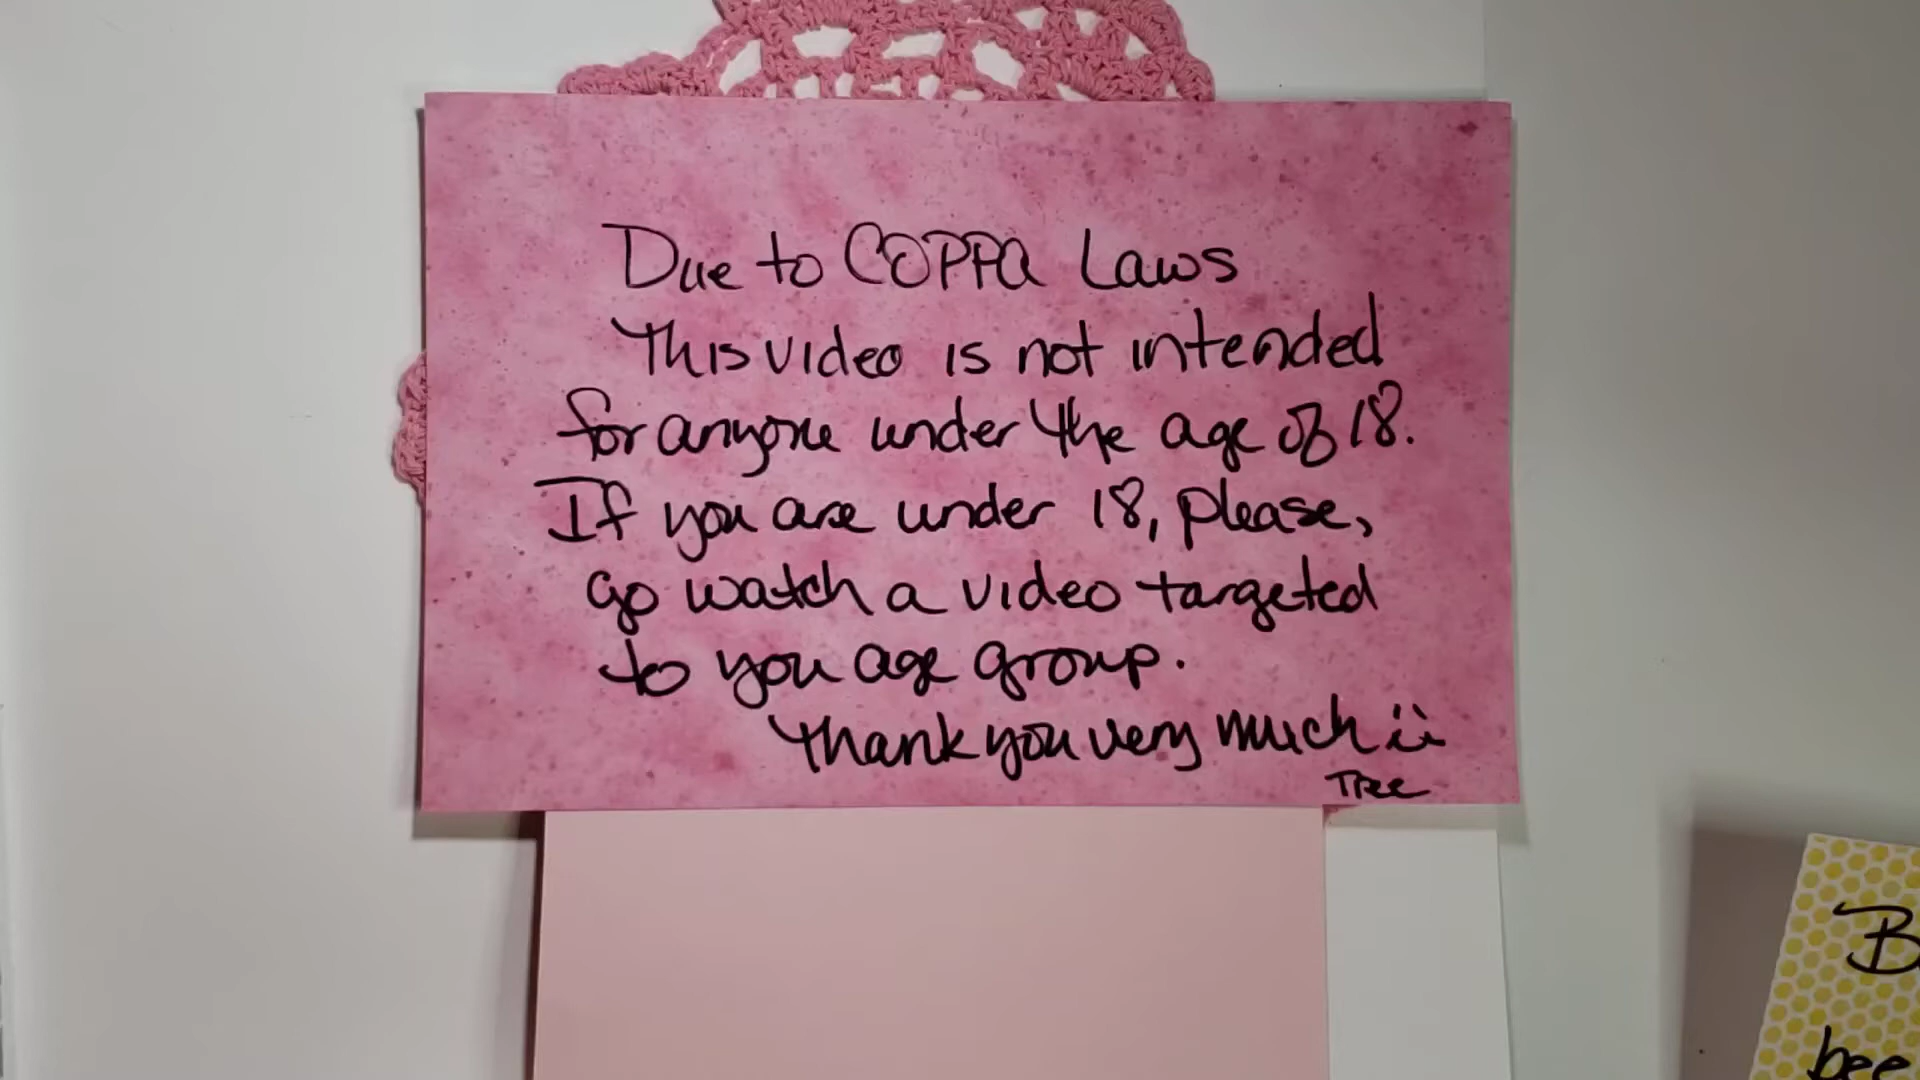 Due to COPPA Laws
This video is not intended
for anyone under the age of 18.
If you are under 18, please,
go watch a video targeted
to you age group.
Thank you very much ::
Tree
bee